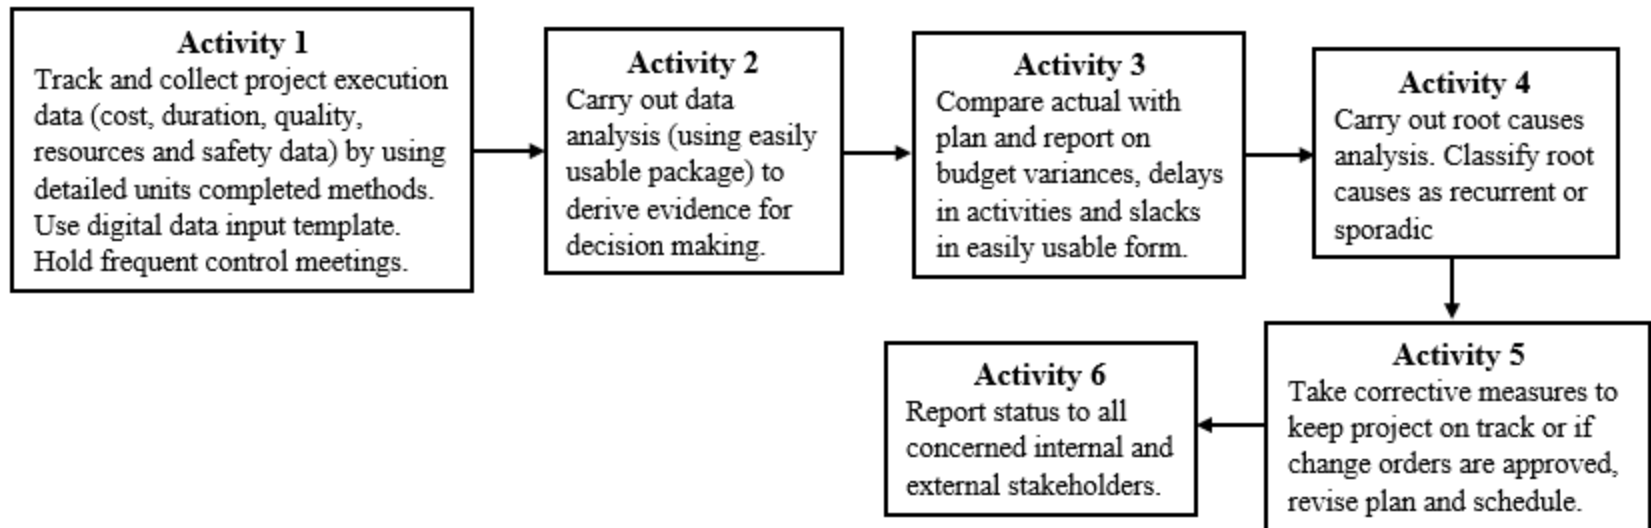 Activity 1
Track and collect project execution
data (cost, duration, quality,
resources and safety data) by using
detailed units completed methods.
Use digital data input template.
Hold frequent control meetings.
Activity 2
Carry out data
analysis (using easily
usable package) to
derive evidence for
decision making.
Activity 3
Compare actual with
plan and report on
budget variances, delays
in activities and slacks
in easily usable form.
Activity 4
Carry out root causes
analysis. Classify root
causes as recurrent or
sporadic
Activity 5
Take corrective measures to
keep project on track or if
change orders are approved,
revise plan and schedule.
Activity 6
Report status to all
concerned internal and
external stakeholders.